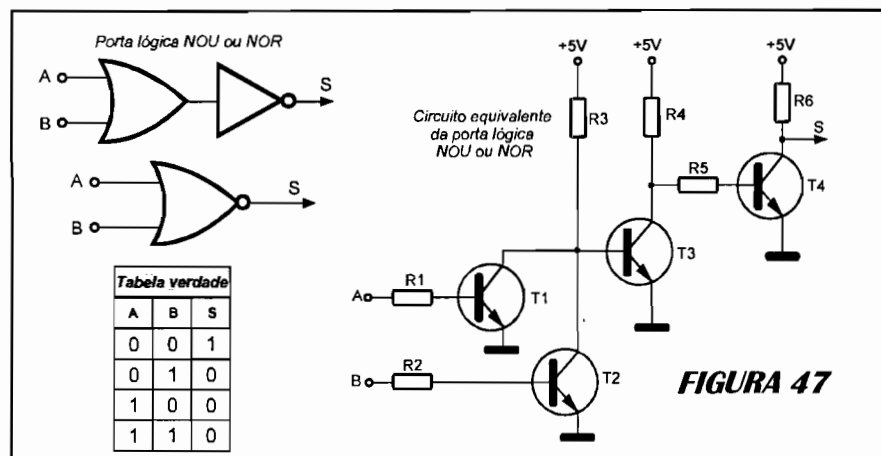 Porta lógica NOU ou NOR
A
B
S
A
B
S
Tabela verdade
A B S
0 0 1
0 1 0
1 0 0
1 1 0
Circuito equivalente
da porta lógica
NOU ou NOR
+5V +5V +5V
R3
R4
R6
S
R5
T4
T3
A
R1
T1
B
R2
T2
FIGURA 47